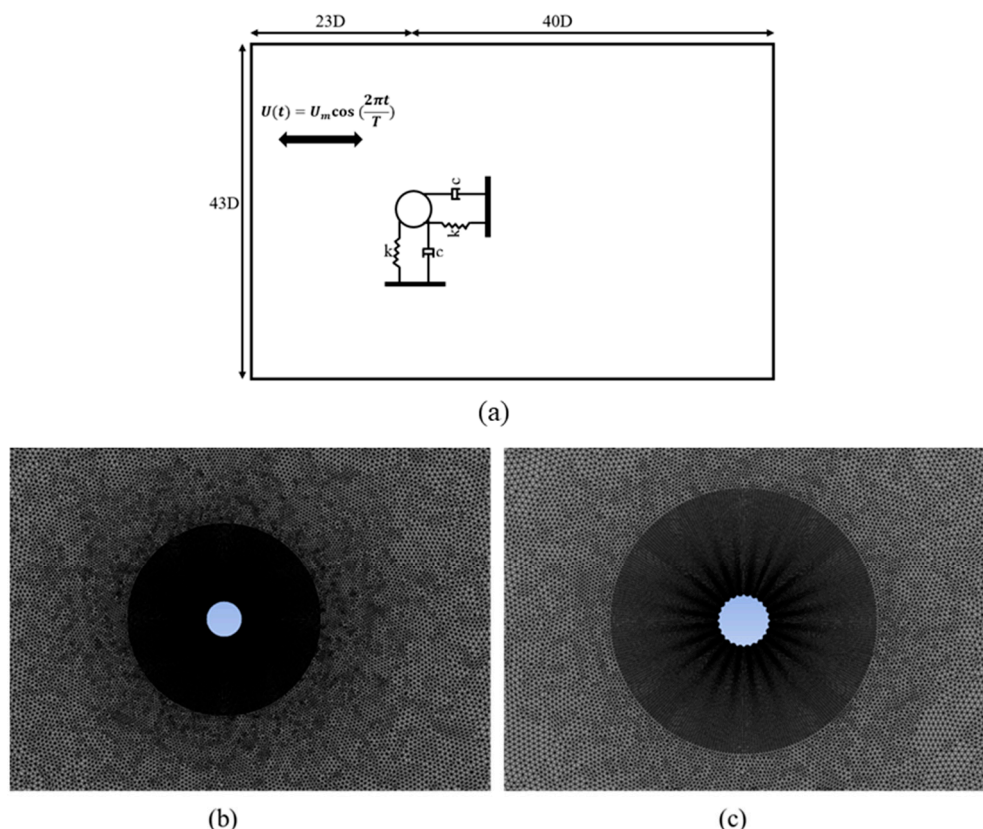 23D
40D
U(t) = U_m cos (2πt/T)
43D
c
k
k
c
(a)
(b)
(c)